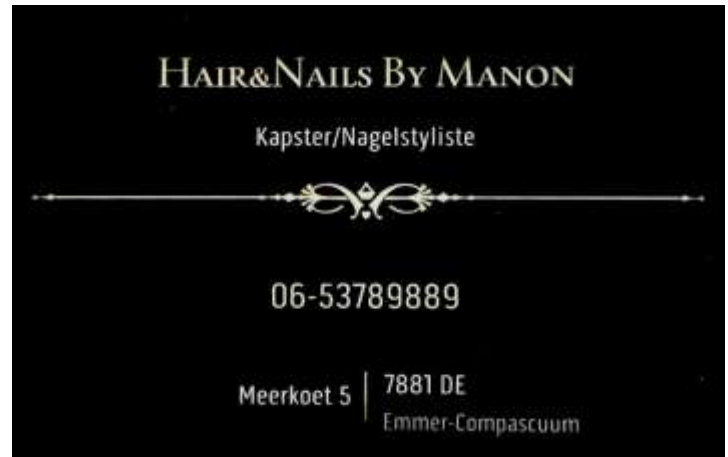 Hair&Nails By Manon
Kapster/Nagelstyliste
06-53789889
Meerkoet 5
7881 DE
Emmer-Compascuum